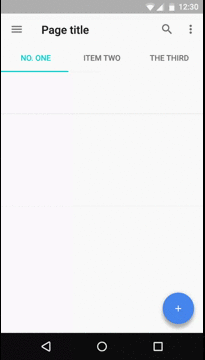 12:30
Page title
NO. ONE ITEM TWO THE THIRD
+